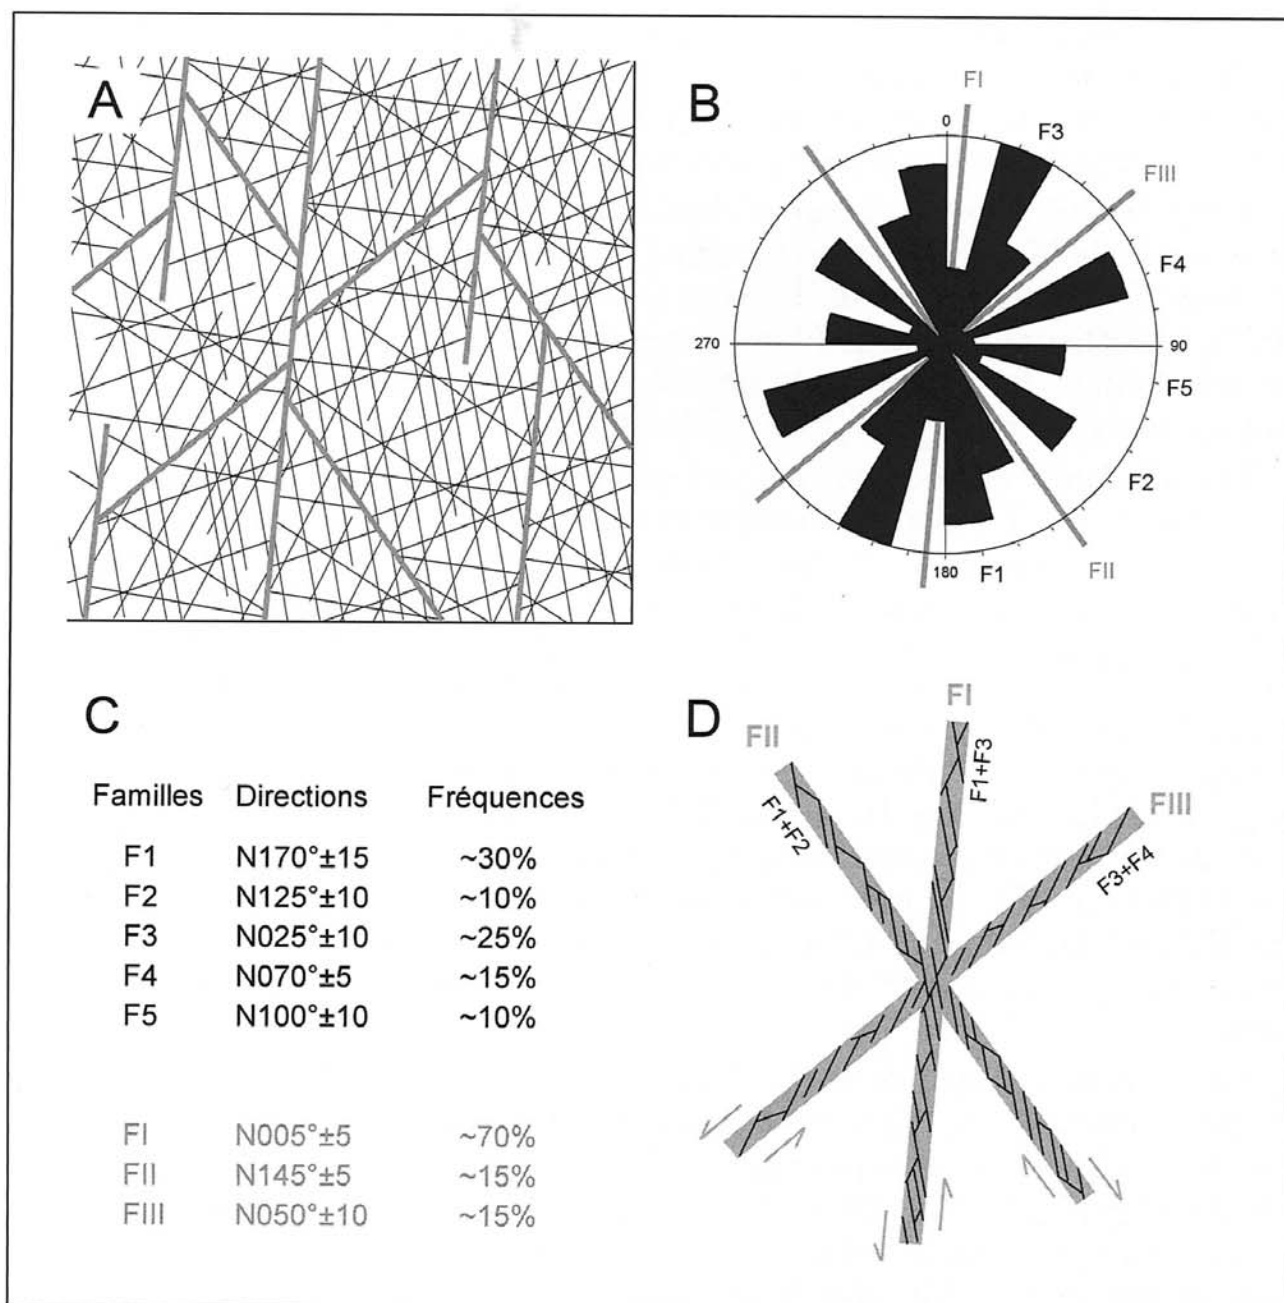 A
B
FI
0
F3
FIII
F4
270
90
F5
F2
180
F1
FII
C
Familles Directions Fréquences
F1 N170°±15 ~30%
F2 N125°±10 ~10%
F3 N025°±10 ~25%
F4 N070°±5 ~15%
F5 N100°±10 ~10%
FI N005°±5 ~70%
FII N145°±5 ~15%
FIII N050°±10 ~15%
D
FI
FII
F1+F3
FIII
F1+F2
F3+F4